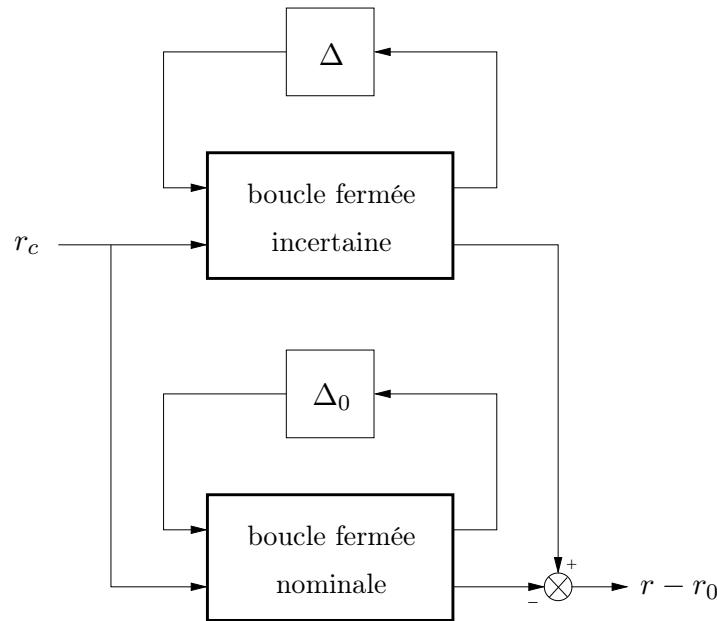 Δ
boucle fermée
incertaine
r_c
Δ_0
boucle fermée
nominale
+
−
r − r_0